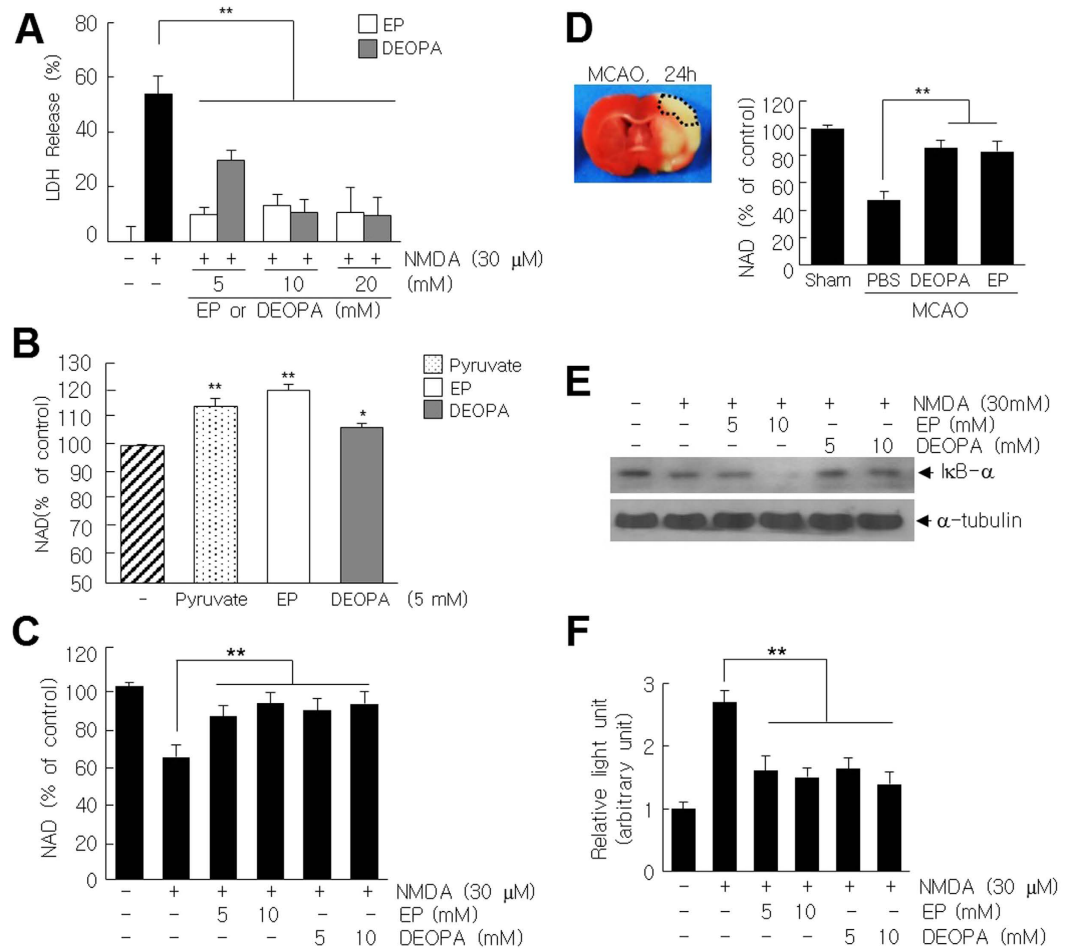 A
80
60
40
20
0
LDH Release (%)
**
EP
DEOPA
– + + + + + + + NMDA (30 μM)
– – 5 10 20 (mM)
EP or DEOPA (mM)
B
130
120
110
100
90
80
70
60
50
NAD(% of control)
** ** *
Pyruvate
EP
DEOPA
– Pyruvate EP DEOPA (5 mM)
C
120
100
80
60
40
20
0
NAD (% of control)
**
– + + + + + NMDA (30 μM)
– – 5 10 – – EP (mM)
– – – – 5 10 DEOPA (mM)
D
MCAO, 24h
120
100
80
60
40
20
0
NAD (% of control)
**
Sham PBS DEOPA EP
MCAO
E
– + + + + + NMDA (30mM)
– – 5 10 – – EP (mM)
– – – – 5 10 DEOPA (mM)
IκB-α
α-tubulin
F
3
2
1
0
Relative light unit
(arbitrary unit)
**
– + + + + + NMDA (30 μM)
– – 5 10 – – EP (mM)
– – – – 5 10 DEOPA (mM)